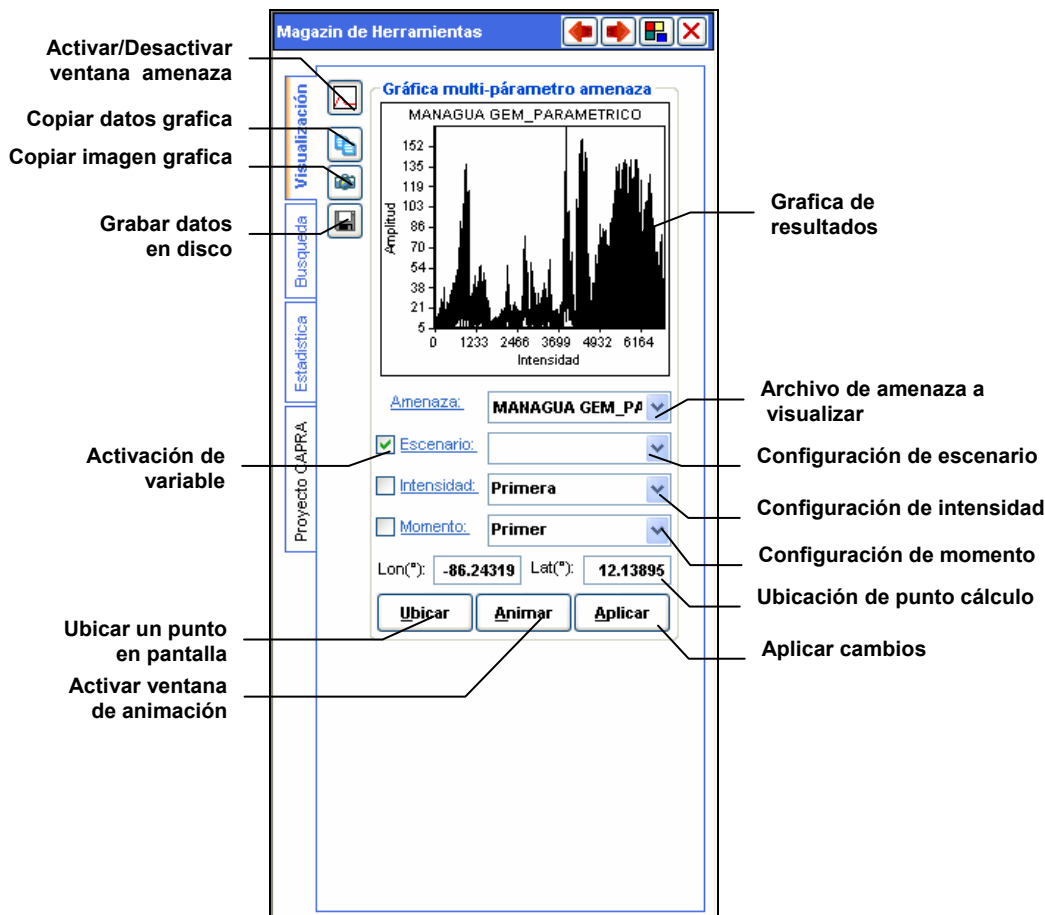 Magazin de Herramientas
Activar/Desactivar
ventana amenaza
Copiar datos grafica
Copiar imagen grafica
Grabar datos
en disco
Activación de
variable
Ubicar un punto
en pantalla
Activar ventana
de animación
Visualización
Busqueda
Estadistica
Proyecto CAPRA
Gráfica multi-párametro amenaza
MANAGUA GEM_PARAMETRICO
Amplitud
152
135
119
103
86
70
54
38
21
5
0 1233 2466 3699 4932 6164
Intensidad
Amenaza: MANAGUA GEM_PA
Escenario:
Intensidad: Primera
Momento: Primer
Lon(º): -86.24319 Lat(º): 12.13895
Ubicar Animar Aplicar
Grafica de
resultados
Archivo de amenaza a
visualizar
Configuración de escenario
Configuración de intensidad
Configuración de momento
Ubicación de punto cálculo
Aplicar cambios